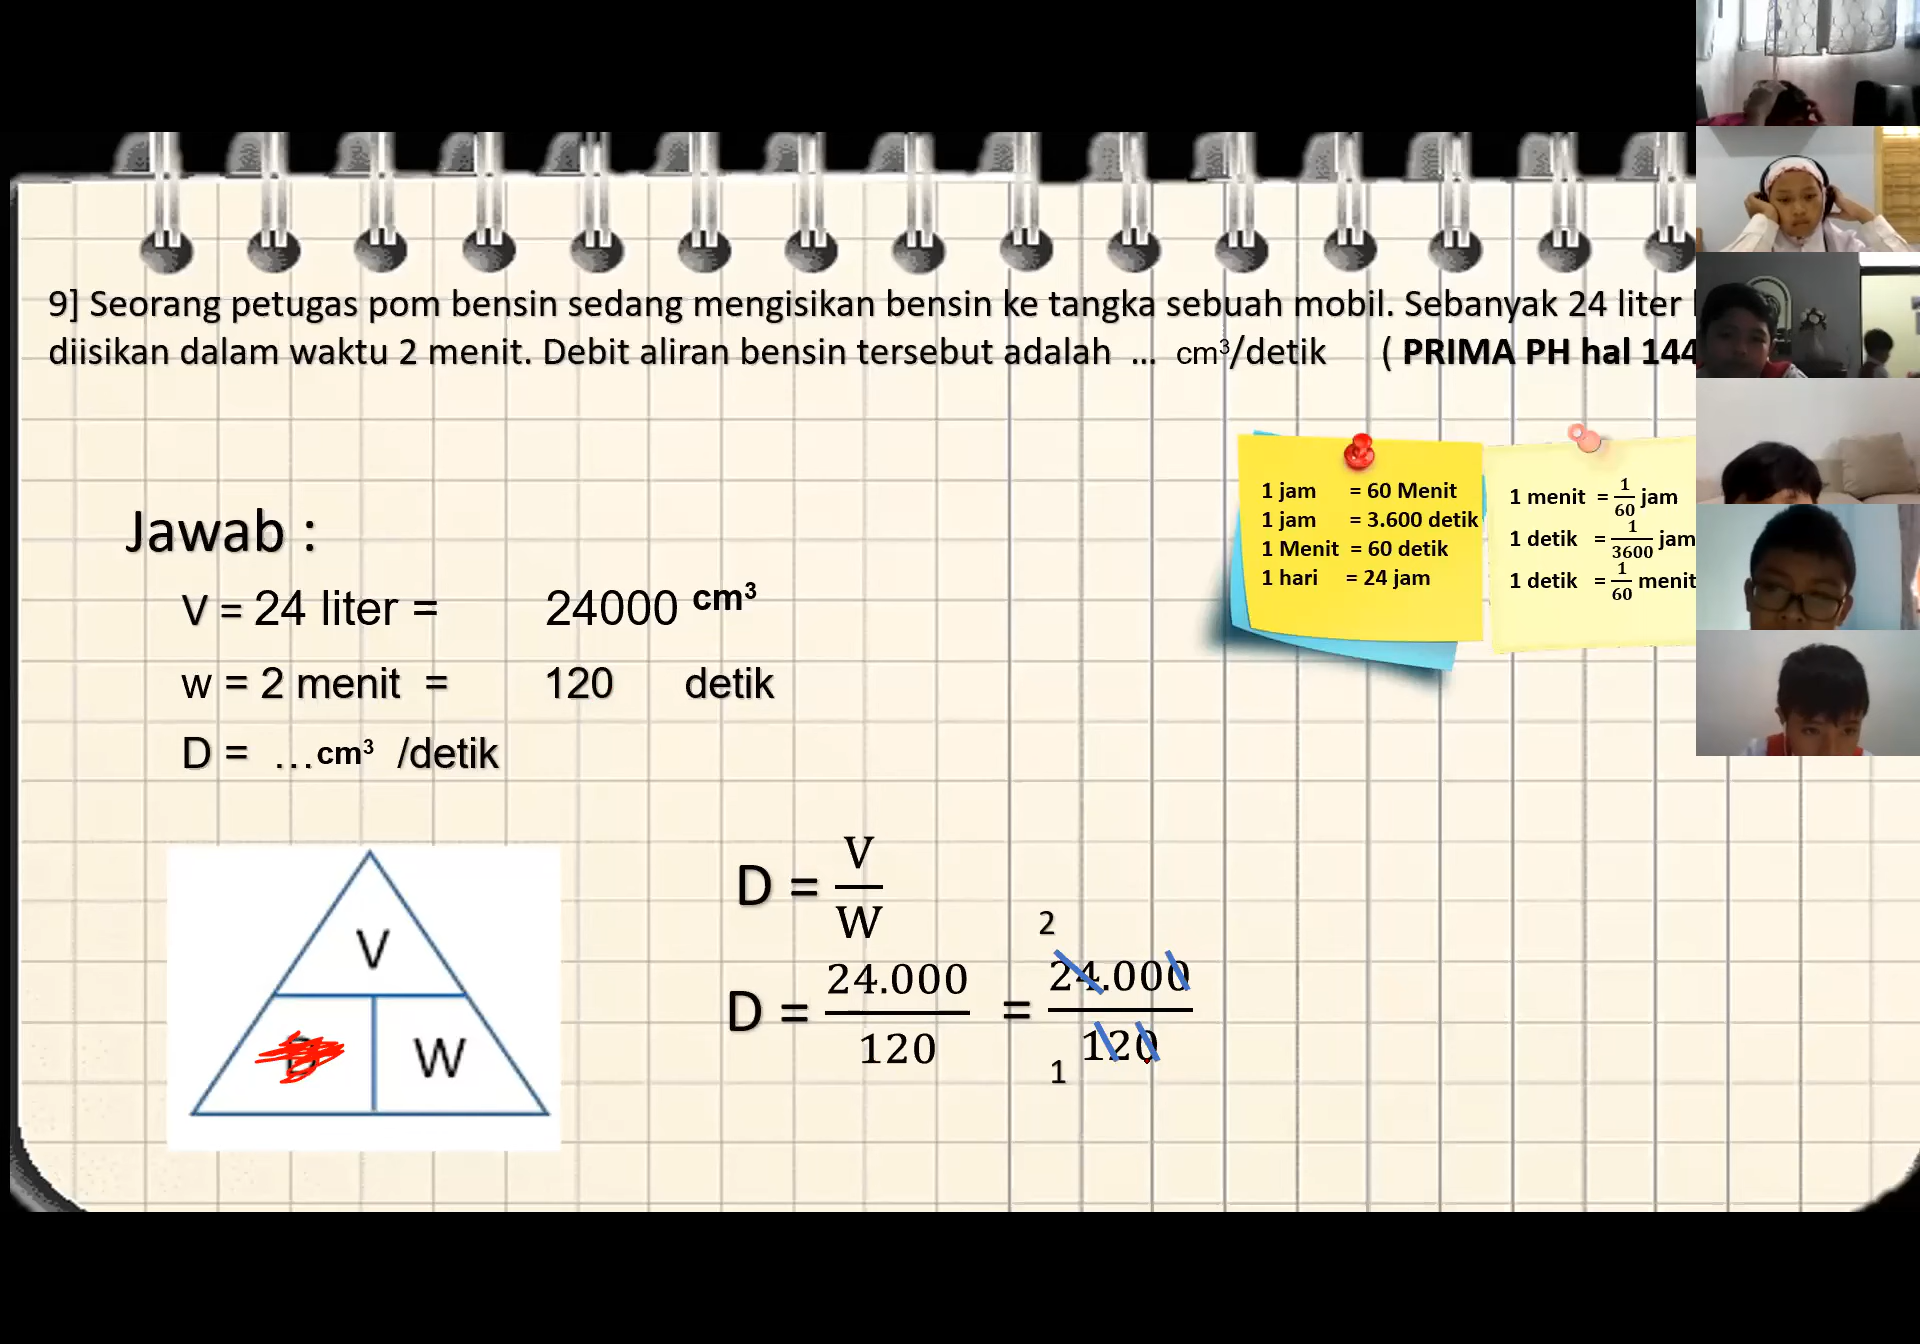 9] Seorang petugas pom bensin sedang mengisikan bensin ke tangka sebuah mobil. Sebanyak 24 liter
diisikan dalam waktu 2 menit. Debit aliran bensin tersebut adalah ... cm³/detik ( PRIMA PH hal 144
1 jam = 60 Menit
1 jam = 3.600 detik
1 Menit = 60 detik
1 hari = 24 jam
1 menit = 1/60 jam
1 detik = 1/3600 jam
1 detik = 1/60 menit
Jawab :
V = 24 liter = 24000 cm³
w = 2 menit = 120 detik
D = ...cm³ /detik
V
W
D = V/W
D = 24.000/120 = 24.000/120
2
1